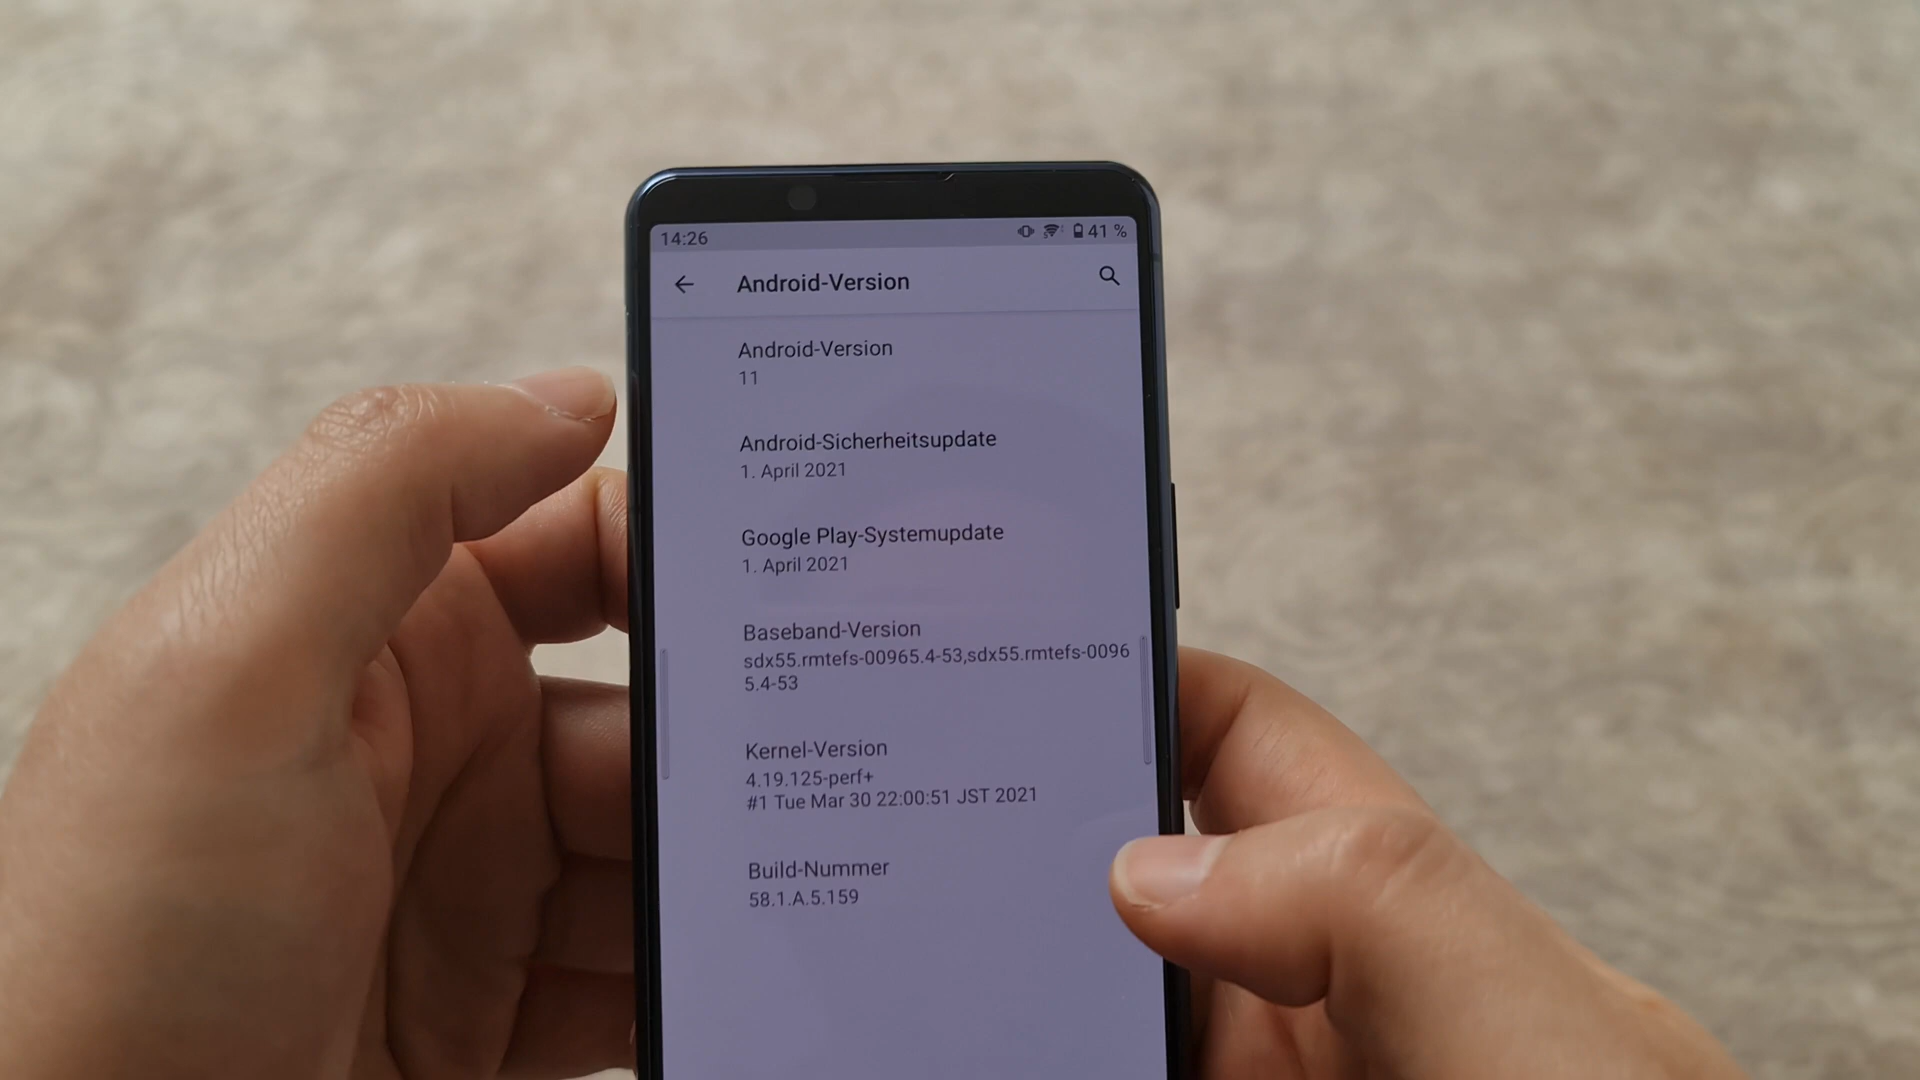 14:26 41 %
Android-Version
Android-Version
11
Android-Sicherheitsupdate
1. April 2021
Google Play-Systemupdate
1. April 2021
Baseband-Version
sdx55.rmtefs-00965.4-53,sdx55.rmtefs-0096
5.4-53
Kernel-Version
4.19.125-perf+
#1 Tue Mar 30 22:00:51 JST 2021
Build-Nummer
58.1.A.5.159